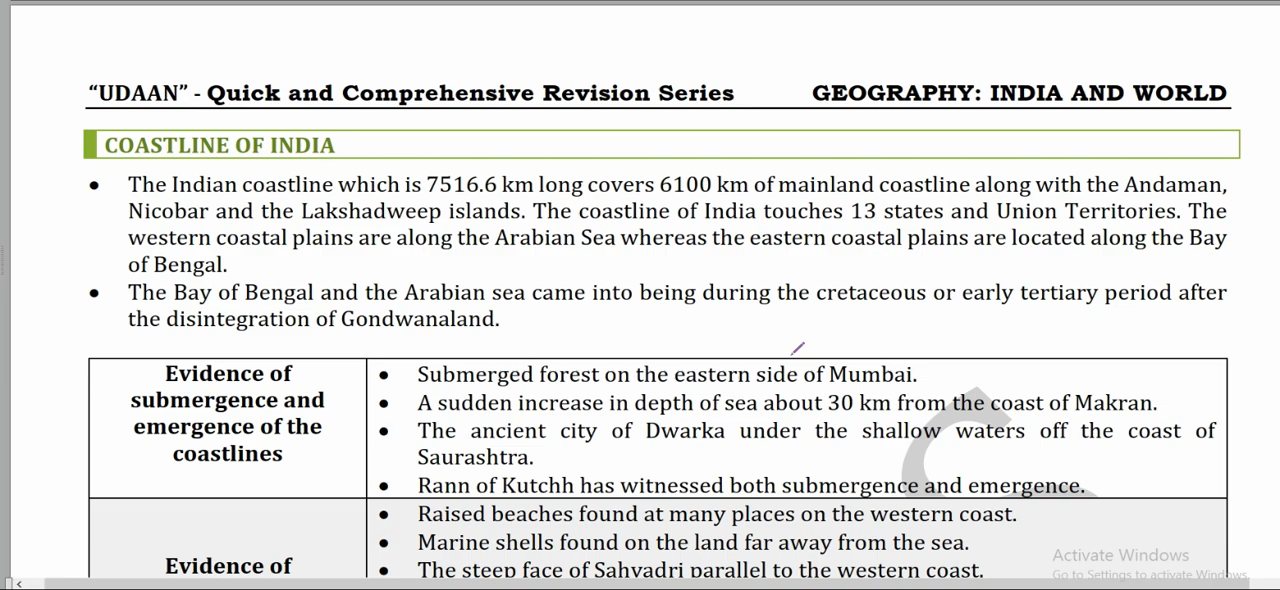 “UDAAN” - Quick and Comprehensive Revision Series GEOGRAPHY: INDIA AND WORLD
COASTLINE OF INDIA
• The Indian coastline which is 7516.6 km long covers 6100 km of mainland coastline along with the Andaman,
Nicobar and the Lakshadweep islands. The coastline of India touches 13 states and Union Territories. The
western coastal plains are along the Arabian Sea whereas the eastern coastal plains are located along the Bay
of Bengal.
• The Bay of Bengal and the Arabian sea came into being during the cretaceous or early tertiary period after
the disintegration of Gondwanaland.
Evidence of
submergence and
emergence of the
coastlines
• Submerged forest on the eastern side of Mumbai.
• A sudden increase in depth of sea about 30 km from the coast of Makran.
• The ancient city of Dwarka under the shallow waters off the coast of
Saurashtra.
• Rann of Kutchh has witnessed both submergence and emergence.
Evidence of
• Raised beaches found at many places on the western coast.
• Marine shells found on the land far away from the sea.
• The steep face of Sahyadri parallel to the western coast.
Activate Windows
Go to Settings to activate Windows.